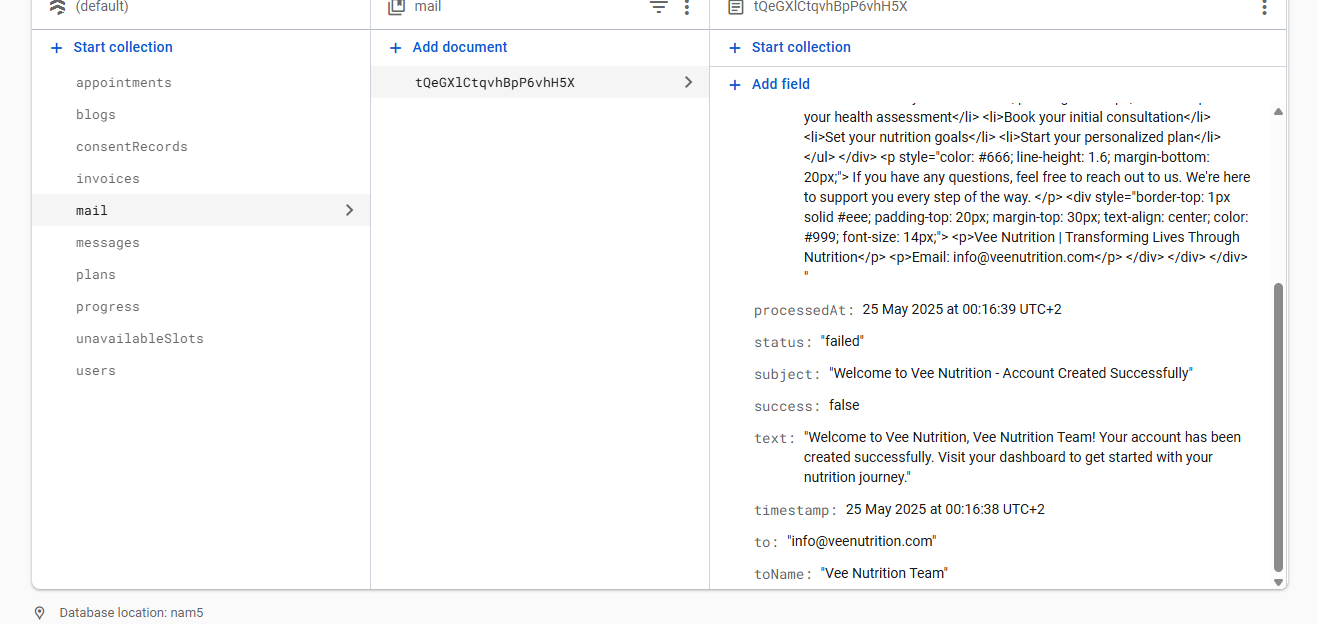 (default)
mail
tQeGXlCtqvhBpP6vhH5X
+ Start collection
+ Add document
+ Start collection
appointments
tQeGXlCtqvhBpP6vhH5X
+ Add field
blogs
consentRecords
invoices
mail
messages
plans
progress
unavailableSlots
users
your health assessment</li> <li>Book your initial consultation</li>
<li>Set your nutrition goals</li> <li>Start your personalized plan</li>
</ul> </div> <p style="color: #666; line-height: 1.6; margin-bottom:
20px;"> If you have any questions, feel free to reach out to us. We're here
to support you every step of the way. </p> <div style="border-top: 1px
solid #eee; padding-top: 20px; margin-top: 30px; text-align: center; color:
#999; font-size: 14px;"> <p>Vee Nutrition | Transforming Lives Through
Nutrition</p> <p>Email: info@veenutrition.com</p> </div> </div> </div>
"
processedAt: 25 May 2025 at 00:16:39 UTC+2
status: "failed"
subject: "Welcome to Vee Nutrition - Account Created Successfully"
success: false
text: "Welcome to Vee Nutrition, Vee Nutrition Team! Your account has been
created successfully. Visit your dashboard to get started with your
nutrition journey."
timestamp: 25 May 2025 at 00:16:38 UTC+2
to: "info@veenutrition.com"
toName: "Vee Nutrition Team"
Database location: nam5